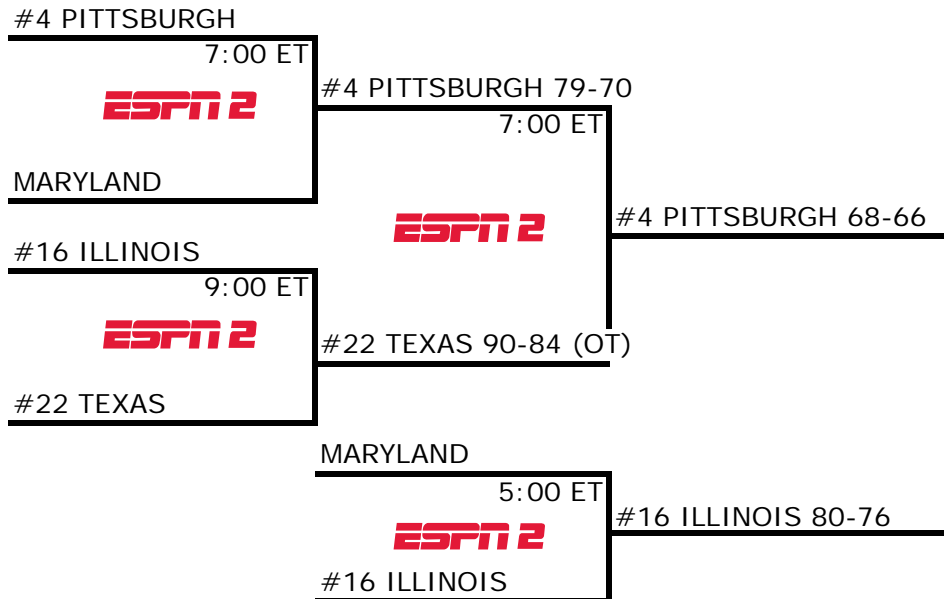 #4 PITTSBURGH
7:00 ET
ESPN 2
MARYLAND
#16 ILLINOIS
9:00 ET
ESPN 2
#22 TEXAS
#4 PITTSBURGH 79-70
7:00 ET
ESPN 2
#22 TEXAS 90-84 (OT)
#4 PITTSBURGH 68-66
MARYLAND
5:00 ET
ESPN 2
#16 ILLINOIS
#16 ILLINOIS 80-76